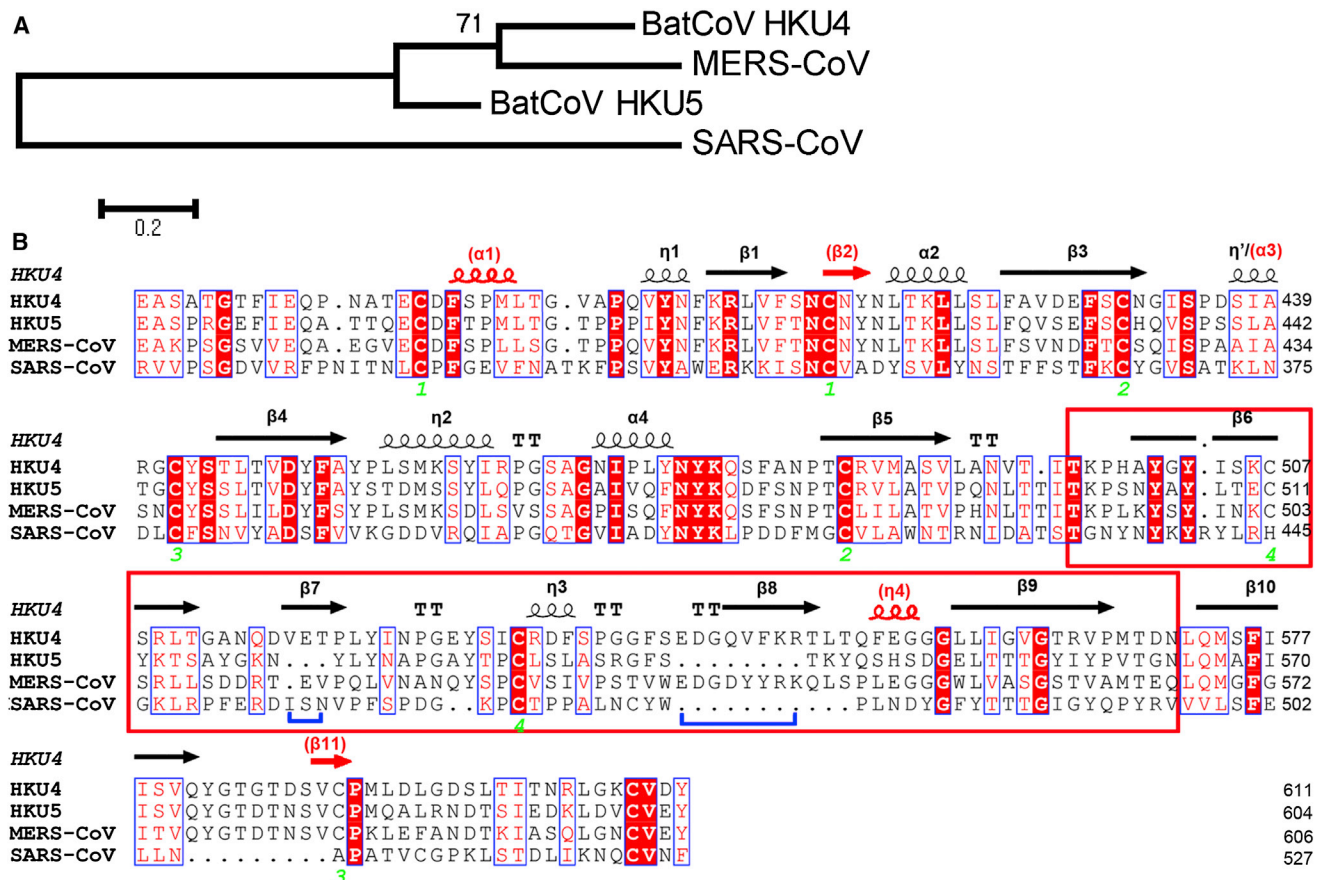 A
71
BatCoV HKU4
MERS-CoV
BatCoV HKU5
SARS-CoV
0.2
B
HKU4 (α1) η1 β1 (β2) α2 β3 η'/(α3)
HKU4 EASATGTFIEQP.NATECDFSPMLTG.VAPQVYNFKRLVFSNCNYNLTKLLSLFAVDEFSCNGISPDSIA 439
HKU5 EASPRGEFIEQA.TTQECDFTPMLTG.TPPPIYNFKRLVFTNCNYNLTKLLSLFQVSEFSCHQVSPSSLA 442
MERS-CoV EAKPSGSVVEQA.EGVECDFSPLLSG.TPPQVYNFKRLVFTNCNYNLTKLLSLFSVNDFTCSQISPAAIA 434
SARS-CoV RVVPSGDVVRFPNITNLCPFGEVFNATKFPSVYAWERKKISNCVADYSVLYNSTFFSTFKCYGVSATKLN 375
1 1 2
HKU4 β4 η2 TT α4 β5 TT . β6
HKU4 RGCYSTLTVDYFAYPLSMKSYIRPGSAGNIPLYNYKQSFANPTCRVMASVLANVT.ITKPHAYGY.ISKC 507
HKU5 TGCYSSLTVDYFAYSTDMSSYLQPGSAGAIVQFNYKQDFSNPTCRVLATVPQNLTTITKPSNYAY.LTEC 511
MERS-CoV SNCYSSLILDYFSYPLSMKSDLSVSSAGPISQFNYKQSFSNPTCLILATVPHNLTTITKPLKYSY.INKC 503
SARS-CoV DLCFSNVYADSFVVKGDDVRQIAPGQTGVIADYNYKLPDDFMGCVLAWNTRNIDATSTGNYNYKYRYLRH 445
3 2 4
HKU4 β7 TT η3 TT TT β8 (η4) β9 β10
HKU4 SRLTGANQDVETPLYINPGEYSICRDFSPGGFSEDGQVFKRTLTQFEGGGLLIGVGTRVPMTDNLQMSFI 577
HKU5 YKTSAYGKN...YLYNAPGAYTPCLSLASRGFS........TKYQSHSDGELTTTGYIYPVTGNLQMAFI 570
MERS-CoV SRLLSDDRT.EVPQLVNANQYSPCVSIVPSTVWEDGDYYRKQLSPLEGGGWLVASGSTVAMTEQLQMGFG 572
SARS-CoV GKLRPFERDISNVPFSPDG..KPCTPPALNCYW............PLNDYGFYTTTGIGYQPYRVVVLSFE 502
4
HKU4 (β11)
HKU4 ISVQYGTGTDSVCPMLDLGDSLTITNRLGKCVDY 611
HKU5 ISVQYGTDTNSVCPMQALRNDTSIEDKLDVCVEY 604
MERS-CoV ITVQYGTDTNSVCPKLEFANDTKIASQLGNCVEY 606
SARS-CoV LLN.........APATVCGPKLSTDLIKNQCVNF 527
3